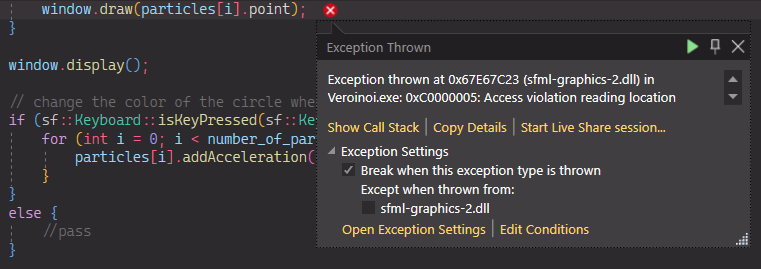 window.draw(particles[i].point);
}
window.display();
// change the color of the circle whe
if (sf::Keyboard::isKeyPressed(sf::Ke
for (int i = 0; i < number_of_par
particles[i].addAcceleration(
}
}
else {
//pass
}
Exception Thrown
Exception thrown at 0x67E67C23 (sfml-graphics-2.dll) in
Veroinoi.exe: 0xC0000005: Access violation reading location
Show Call Stack | Copy Details | Start Live Share session...
Exception Settings
Break when this exception type is thrown
Except when thrown from:
sfml-graphics-2.dll
Open Exception Settings | Edit Conditions